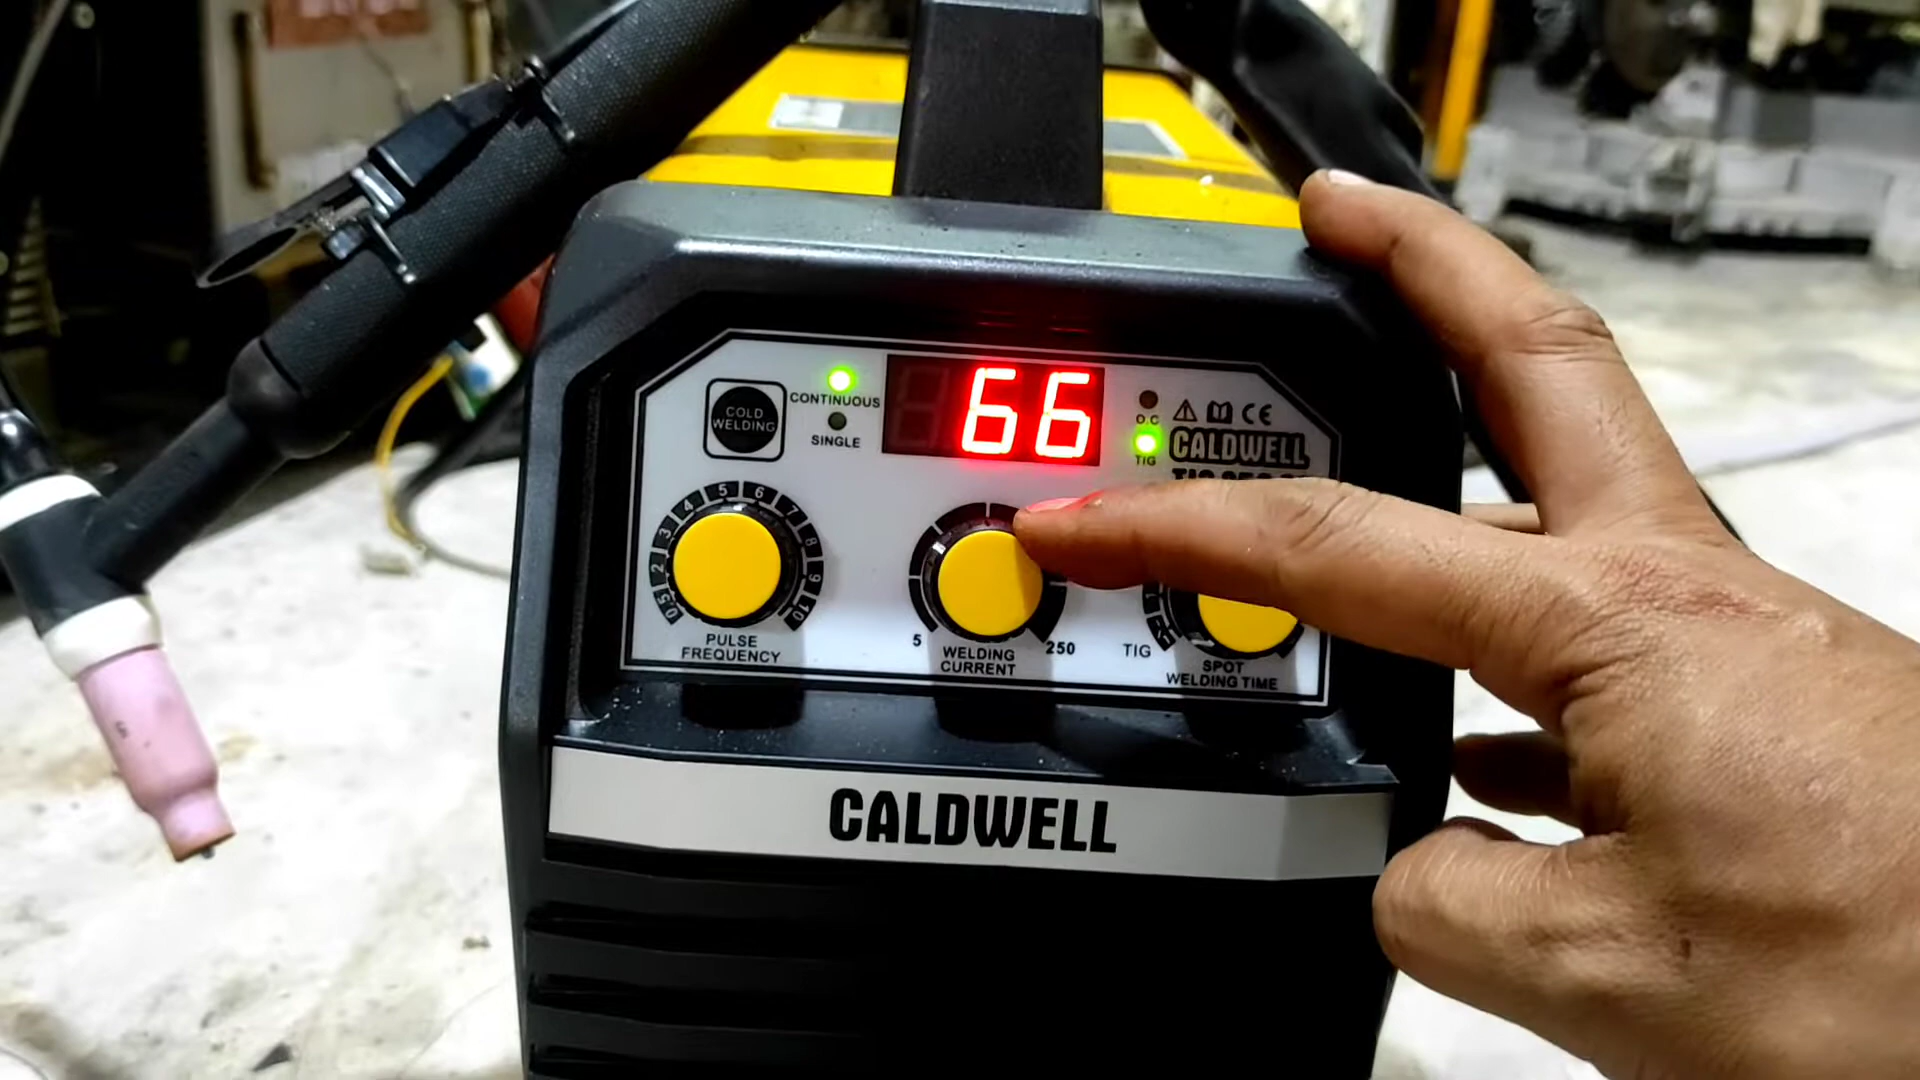 COLD
WELDING
CONTINUOUS
SINGLE
66
O.C
TIG
CE
CALDWELL
0.5 2 3 4 5 6 7 8 9 10
PULSE
FREQUENCY
5
250
WELDING
CURRENT
TIG
SPOT
WELDING TIME
CALDWELL